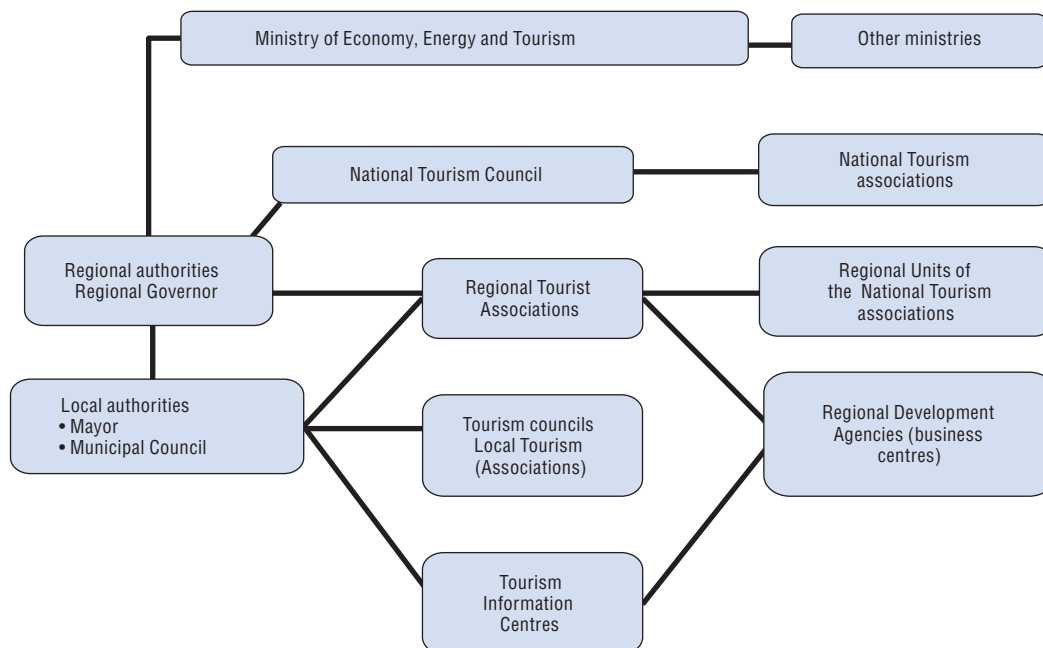 Ministry of Economy, Energy and Tourism
Other ministries
National Tourism Council
National Tourism
associations
Regional authorities
Regional Governor
Regional Tourist
Associations
Regional Units of
the National Tourism
associations
Local authorities
• Mayor
• Municipal Council
Tourism councils
Local Tourism
(Associations)
Regional Development
Agencies (business
centres)
Tourism
Information
Centres